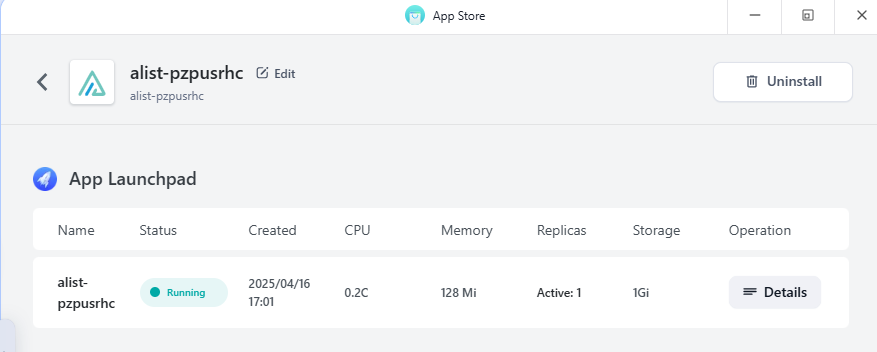 App Store
alist-pzpusrhc Edit
alist-pzpusrhc
Uninstall
App Launchpad
Name Status Created CPU Memory Replicas Storage Operation
alist-
pzpusrhc
Running
2025/04/16
17:01
0.2C
128 Mi
Active: 1
1Gi
Details